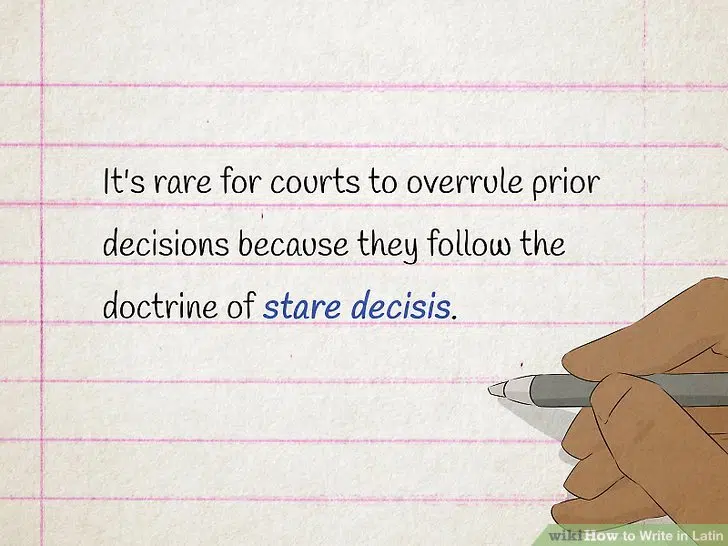 It's rare for courts to overrule prior
decisions because they follow the
doctrine of stare decisis.
wikiHow to Write in Latin